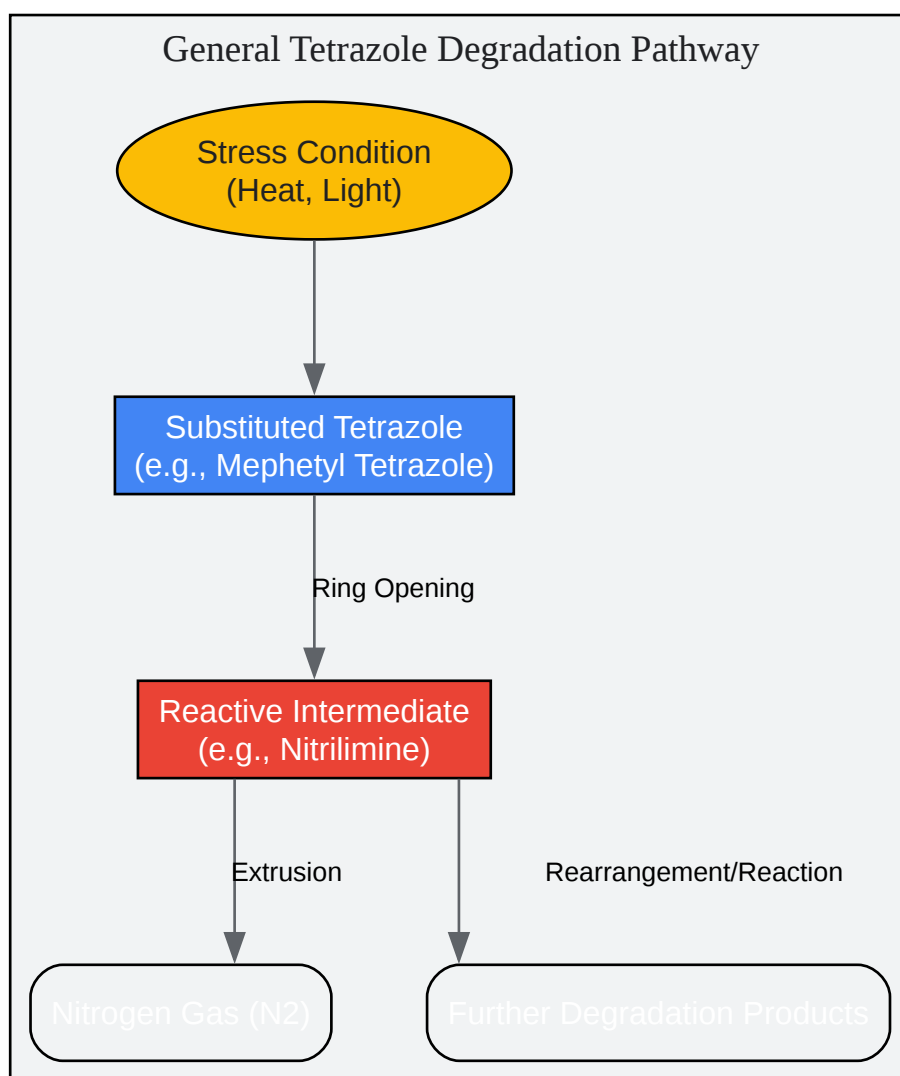 General Tetrazole Degradation Pathway
Stress Condition
(Heat, Light)
Substituted Tetrazole
(e.g., Mephetyl Tetrazole)
Ring Opening
Reactive Intermediate
(e.g., Nitrilimine)
Extrusion
Rearrangement/Reaction
Nitrogen Gas (N2)
Further Degradation Products